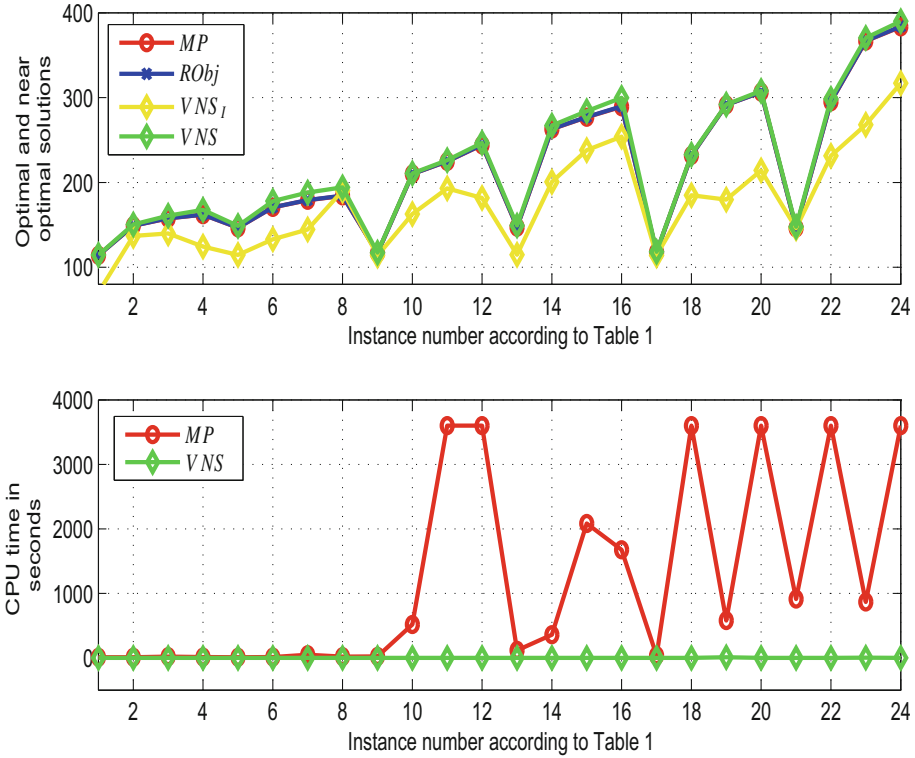 400
300
200
100
Optimal and near
optimal solutions
MP
RObj
VNS_I
VNS
2 4 6 8 10 12 14 16 18 20 22 24
Instance number according to Table 1
4000
3000
2000
1000
0
CPU time in
seconds
MP
VNS
2 4 6 8 10 12 14 16 18 20 22 24
Instance number according to Table 1